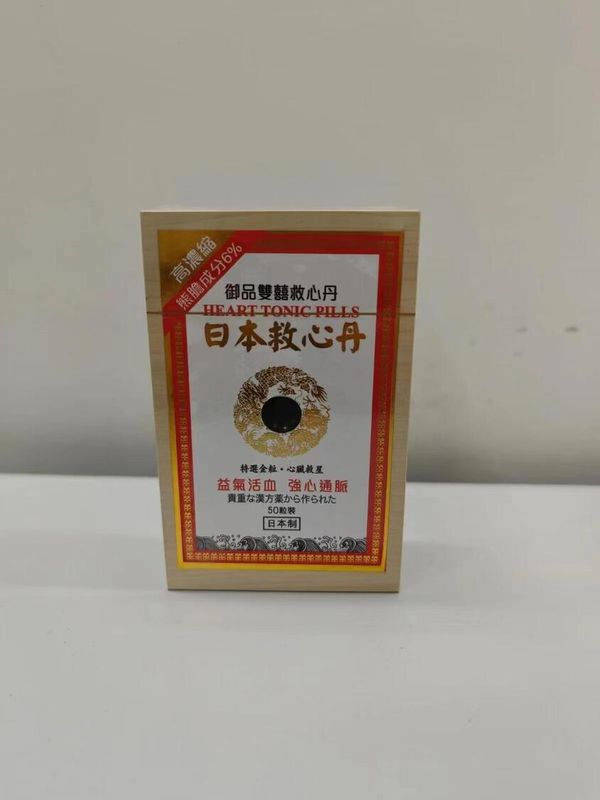 高濃縮
熊膽成分6%
御品雙囍救心丹
HEART TONIC PILLS
日本救心丹
特選金粒・心臟救星
益氣活血 強心通脈
貴重な漢方薬から作られた
50粒裝
日本制